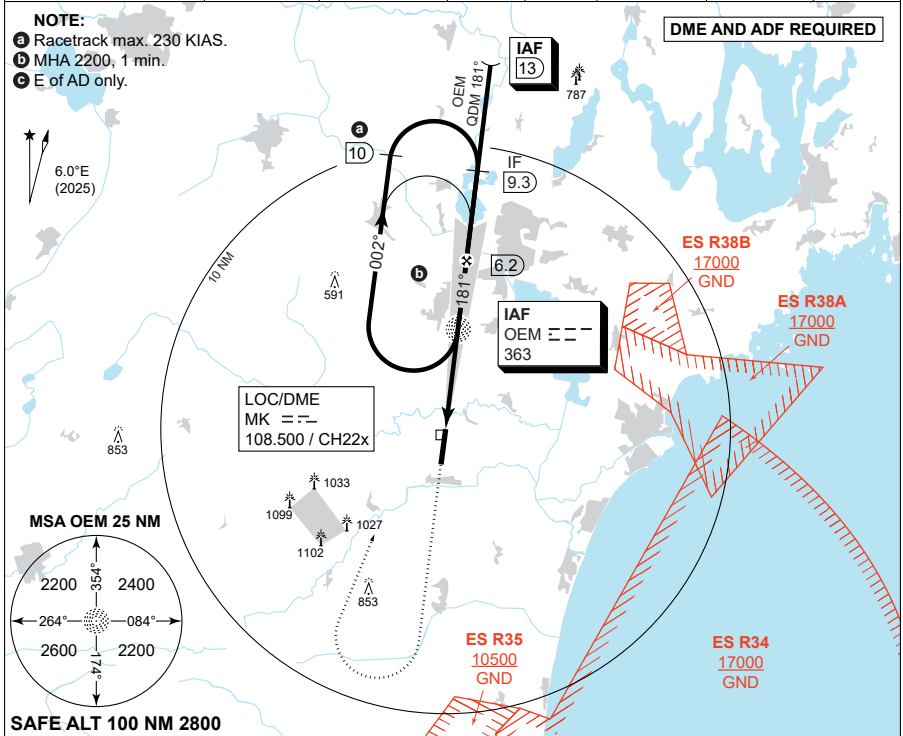 NOTE:
a Racetrack max. 230 KIAS.
b MHA 2200, 1 min.
c E of AD only.
DME AND ADF REQUIRED
IAF
13
OEM
QDM 181°
787
a
10
IF
9.3
6.0°E
(2025)
002°
10 NM
b
181°
6.2
591
ES R38B
17000
GND
ES R38A
17000
GND
IAF
OEM
363
LOC/DME
MK
108.500 / CH22x
853
1033
1099
1027
1102
853
MSA OEM 25 NM
2200
354°
2400
264°
084°
2600
174°
2200
ES R35
10500
GND
ES R34
17000
GND
SAFE ALT 100 NM 2800